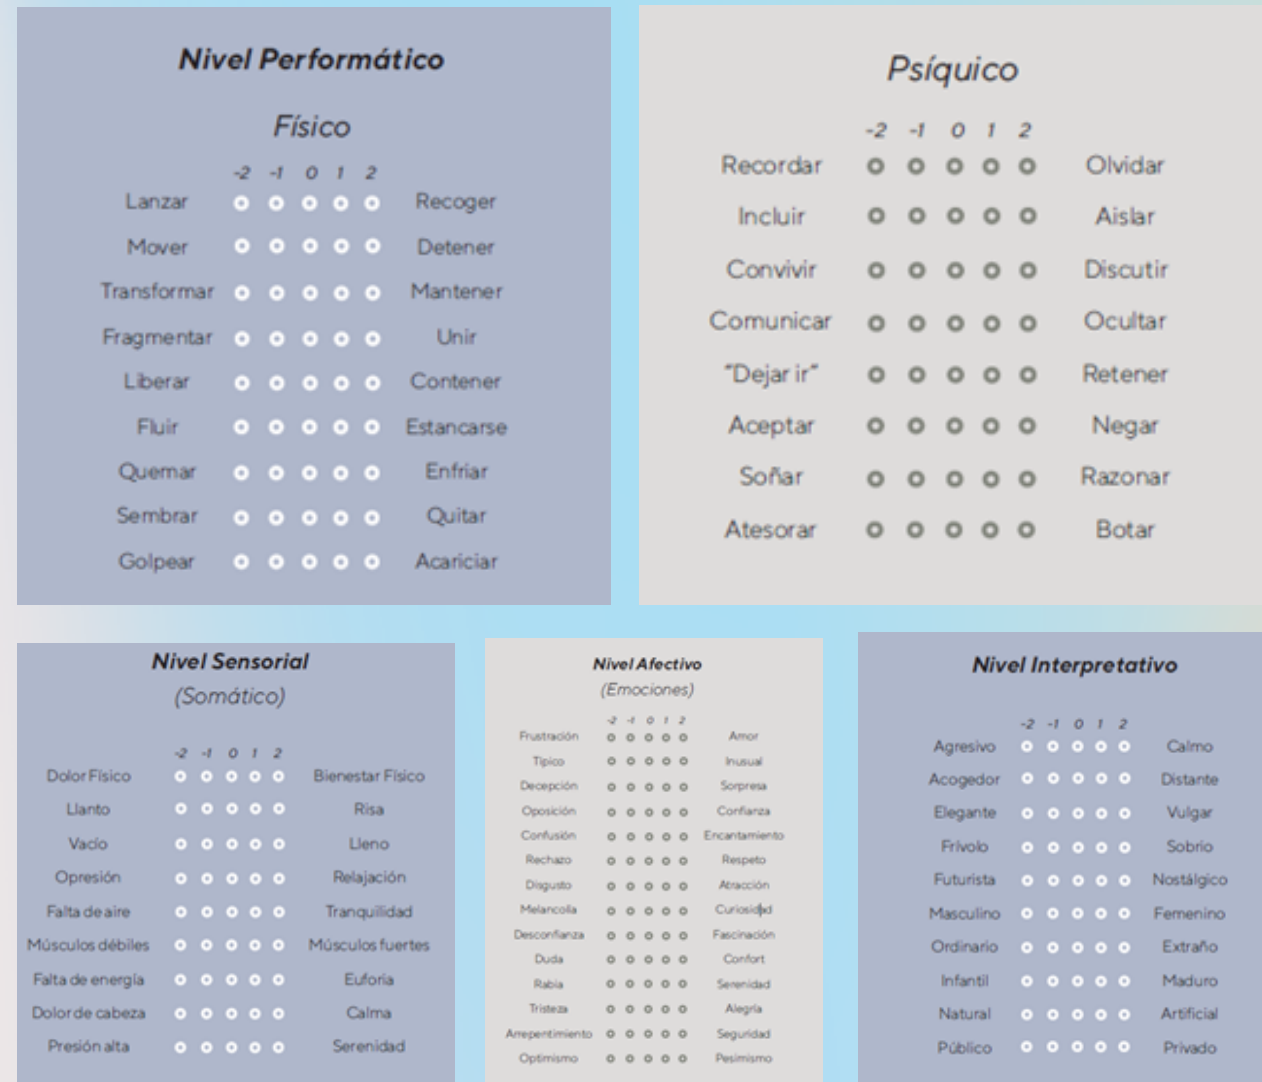 Nivel Performático
Físico
-2 -1 0 1 2
Lanzar Recoger
Mover Detener
Transformar Mantener
Fragmentar Unir
Liberar Contener
Fluir Estancarse
Quemar Enfriar
Sembrar Quitar
Golpear Acariciar
Psíquico
-2 -1 0 1 2
Recordar Olvidar
Incluir Aislar
Convivir Discutir
Comunicar Ocultar
“Dejar ir” Retener
Aceptar Negar
Soñar Razonar
Atesorar Botar
Nivel Sensorial
(Somático)
-2 -1 0 1 2
Dolor Físico Bienestar Físico
Llanto Risa
Vacío Lleno
Opresión Relajación
Falta de aire Tranquilidad
Músculos débiles Músculos fuertes
Falta de energía Euforia
Dolor de cabeza Calma
Presión alta Serenidad
Nivel Afectivo
(Emociones)
-2 -1 0 1 2
Frustración Amor
Típico Inusual
Decepción Sorpresa
Oposición Confianza
Confusión Encantamiento
Rechazo Respeto
Disgusto Atracción
Melancolía Curiosidad
Desconfianza Fascinación
Duda Confort
Rabia Serenidad
Tristeza Alegría
Arrepentimiento Seguridad
Optimismo Pesimismo
Nivel Interpretativo
-2 -1 0 1 2
Agresivo Calmo
Acogedor Distante
Elegante Vulgar
Frívolo Sobrio
Futurista Nostálgico
Masculino Femenino
Ordinario Extraño
Infantil Maduro
Natural Artificial
Público Privado